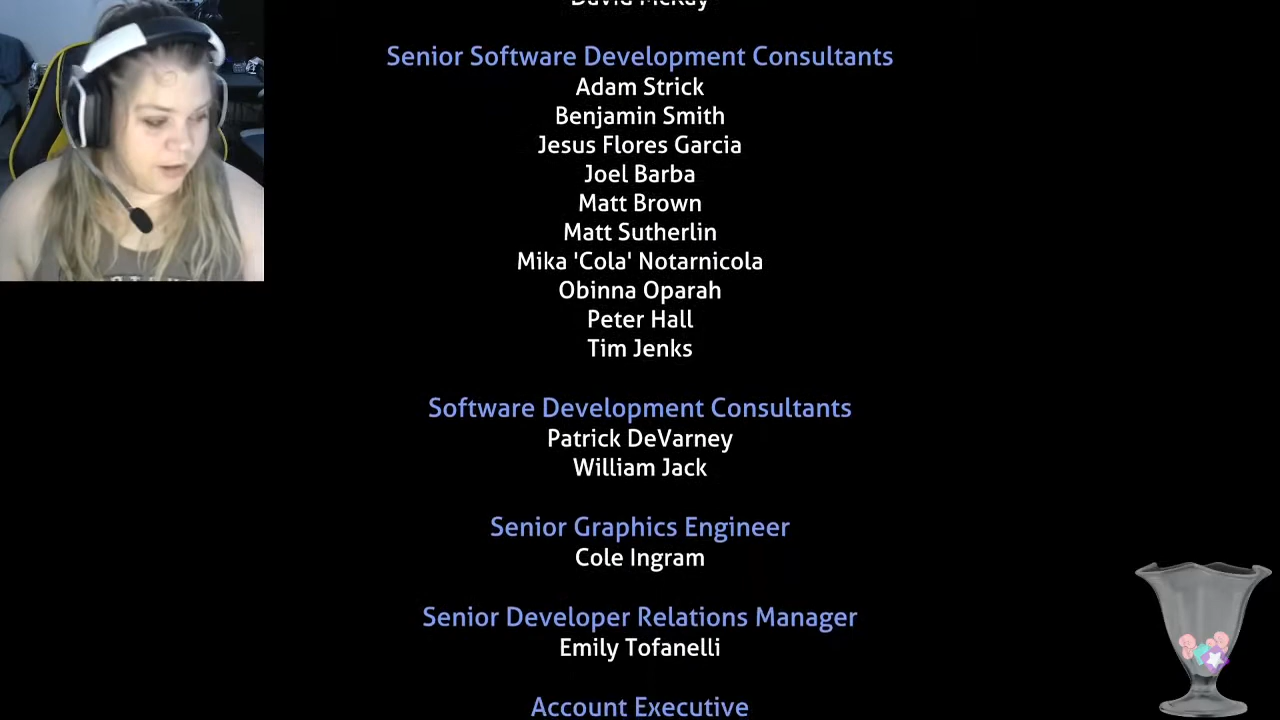 David McKay
Senior Software Development Consultants
Adam Strick
Benjamin Smith
Jesus Flores Garcia
Joel Barba
Matt Brown
Matt Sutherlin
Mika 'Cola' Notarnicola
Obinna Oparah
Peter Hall
Tim Jenks
Software Development Consultants
Patrick DeVarney
William Jack
Senior Graphics Engineer
Cole Ingram
Senior Developer Relations Manager
Emily Tofanelli
Account Executive